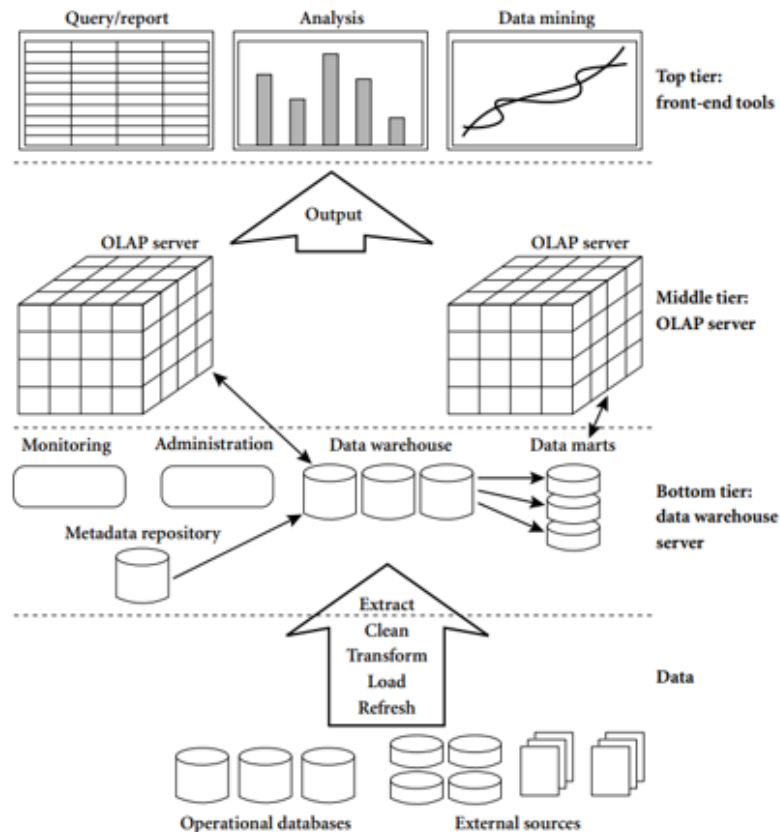 Query/report
Analysis
Data mining
Top tier:
front-end tools
Output
OLAP server
OLAP server
Middle tier:
OLAP server
Monitoring
Administration
Data warehouse
Data marts
Bottom tier:
data warehouse
server
Metadata repository
Extract
Clean
Transform
Load
Refresh
Data
Operational databases
External sources